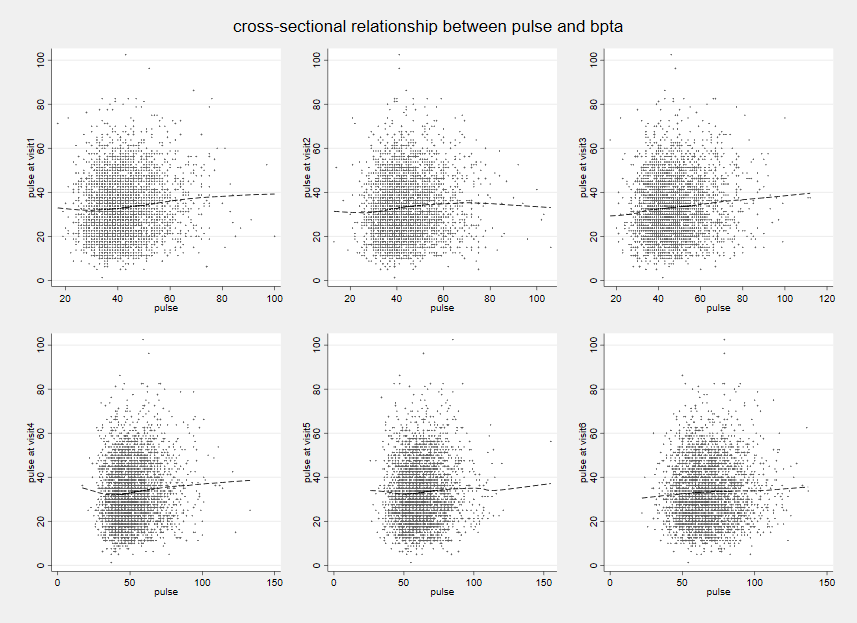 cross-sectional relationship between pulse and bpta
pulse at visit1
0 20 40 60 80 100
20 40 60 80 100
pulse
pulse at visit2
0 20 40 60 80 100
20 40 60 80 100
pulse
pulse at visit3
0 20 40 60 80 100
20 40 60 80 100 120
pulse
pulse at visit4
0 20 40 60 80 100
0 50 100 150
pulse
pulse at visit5
0 20 40 60 80 100
0 50 100 150
pulse
pulse at visit6
0 20 40 60 80 100
0 50 100 150
pulse